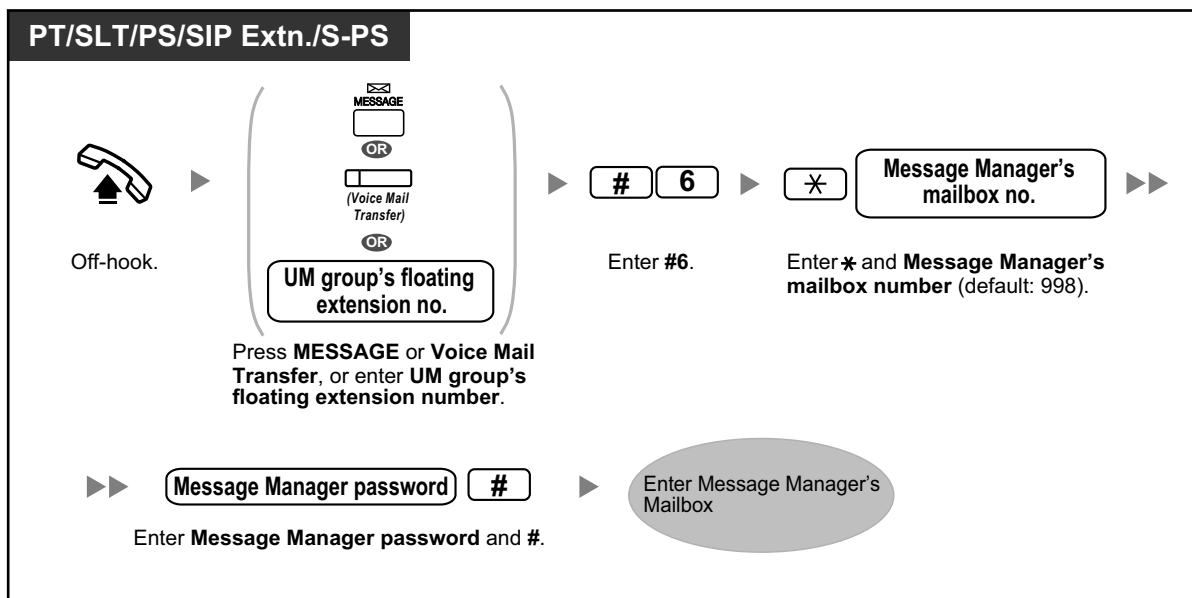 PT/SLT/PS/SIP Extn./S-PS
MESSAGE
OR
(Voice Mail
Transfer)
OR
UM group's floating
extension no.
# 6
* Message Manager's
mailbox no.
Off-hook.
Press MESSAGE or Voice Mail
Transfer, or enter UM group's
floating extension number.
Enter #6.
Enter * and Message Manager's
mailbox number (default: 998).
Message Manager password #
Enter Message Manager password and #.
Enter Message Manager's
Mailbox